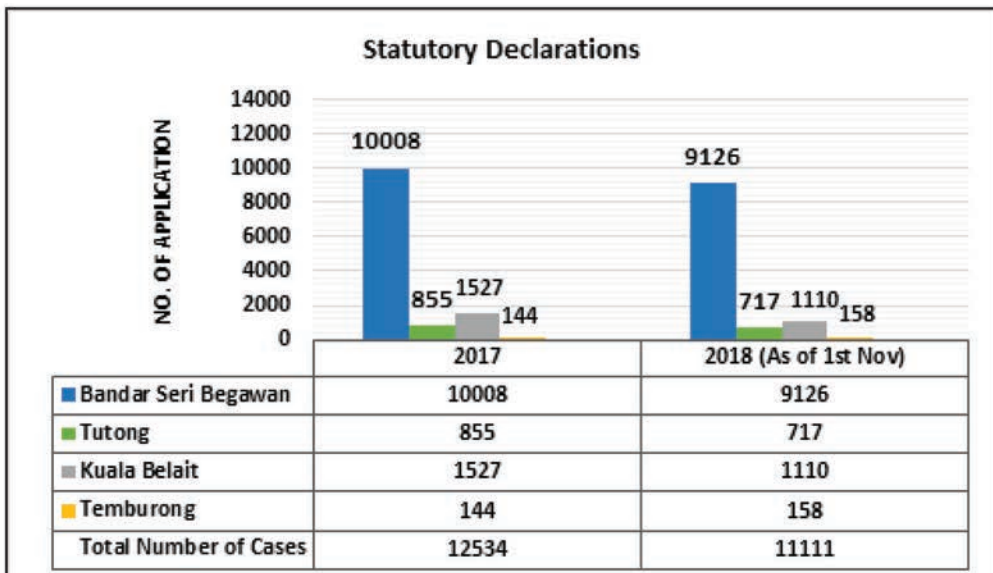 Statutory Declarations
NO. OF APPLICATION
14000
12000
10000
8000
6000
4000
2000
0
10008
855
1527
144
9126
717
1110
158
2017 2018 (As of 1st Nov)
Bandar Seri Begawan 10008 9126
Tutong 855 717
Kuala Belait 1527 1110
Temburong 144 158
Total Number of Cases 12534 11111